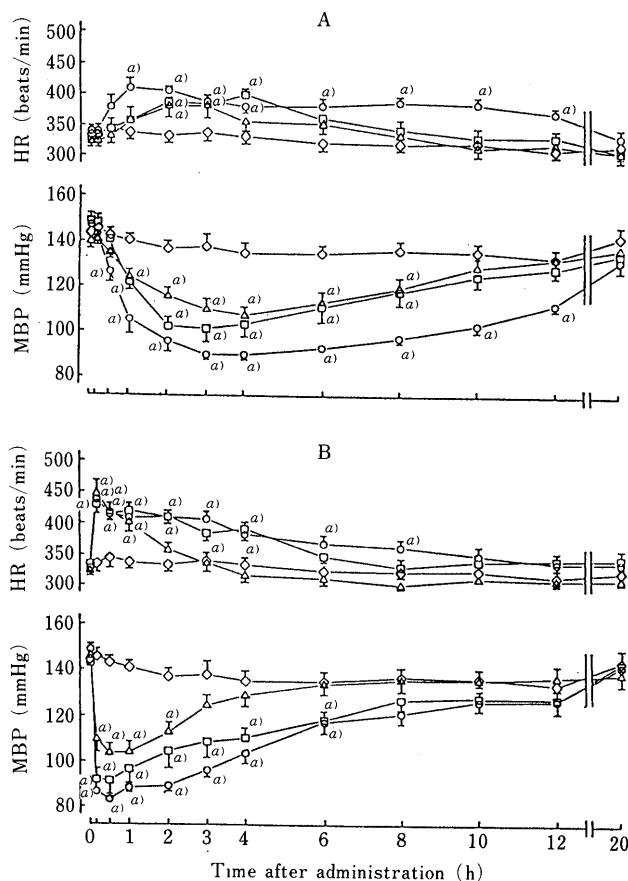 A
HR (beats/min)
500
450
400
350
300
a) a) a) a) a) a) a) a) a) a) a)
MBP (mmHg)
160
140
120
100
80
a) a) a) a) a) a) a) a) a) a) a) a) a) a) a) a) a) a) a)
B
HR (beats/min)
500
450
400
350
300
a) a) a) a) a) a) a) a) a) a) a) a) a)
MBP (mmHg)
160
140
120
100
80
a) a) a) a) a) a) a) a) a) a) a) a) a) a) a)
0 1 2 3 4 6 8 10 12 20
Time after administration (h)